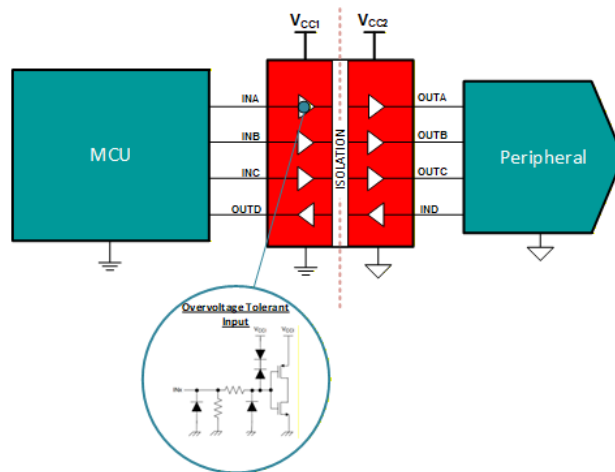 VCC1
VCC2
INA
OUTA
INB
OUTB
MCU
ISOLATION
Peripheral
INC
OUTC
OUTD
IND
Overvoltage Tolerant
Input